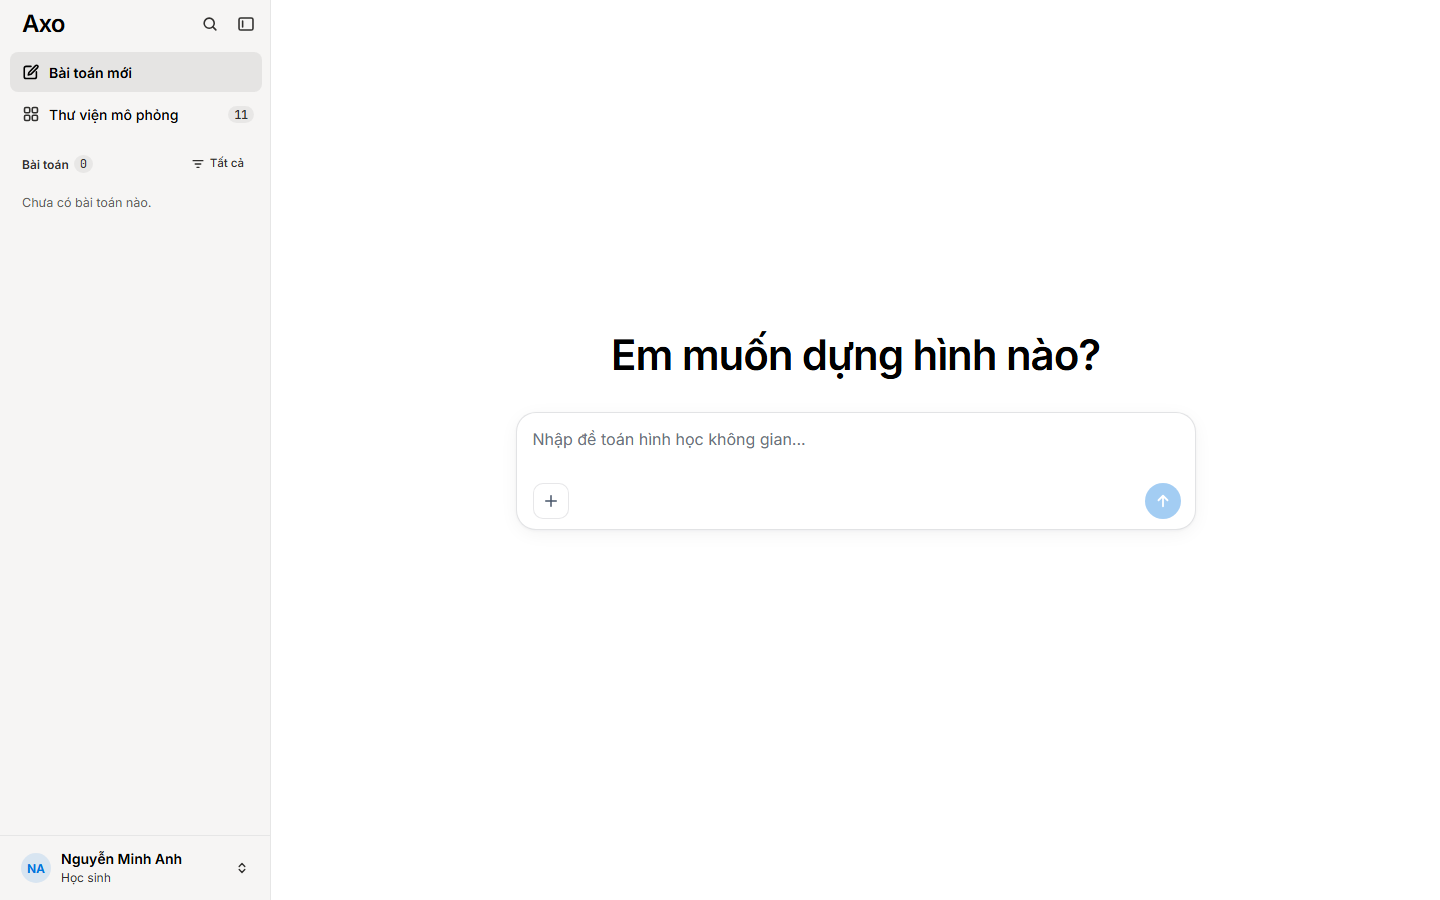 Axo
Bài toán mới
Thư viện mô phỏng 11
Bài toán 0 Tất cả
Chưa có bài toán nào.
Em muốn dựng hình nào?
Nhập đề toán hình học không gian...
NA Nguyễn Minh Anh
Học sinh